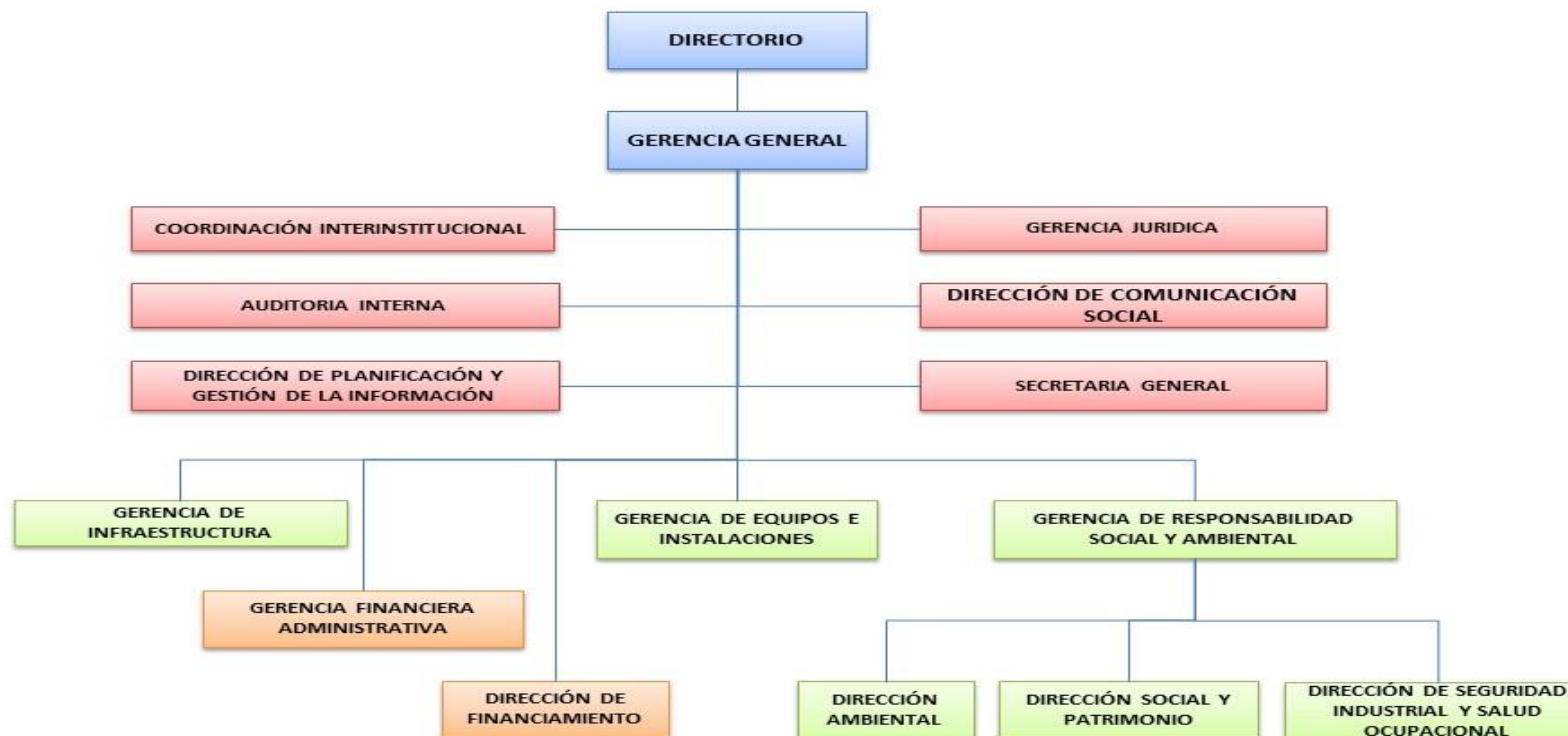 DIRECTORIO
GERENCIA GENERAL
COORDINACIÓN INTERINSTITUCIONAL
GERENCIA JURIDICA
AUDITORIA INTERNA
DIRECCIÓN DE COMUNICACIÓN
SOCIAL
DIRECCIÓN DE PLANIFICACIÓN Y
GESTIÓN DE LA INFORMACIÓN
SECRETARIA GENERAL
GERENCIA DE
INFRAESTRUCTURA
GERENCIA DE EQUIPOS E
INSTALACIONES
GERENCIA DE RESPONSABILIDAD
SOCIAL Y AMBIENTAL
GERENCIA FINANCIERA
ADMINISTRATIVA
DIRECCIÓN DE
FINANCIAMIENTO
DIRECCIÓN
AMBIENTAL
DIRECCIÓN SOCIAL Y
PATRIMONIO
DIRECCIÓN DE SEGURIDAD
INDUSTRIAL Y SALUD
OCUPACIONAL